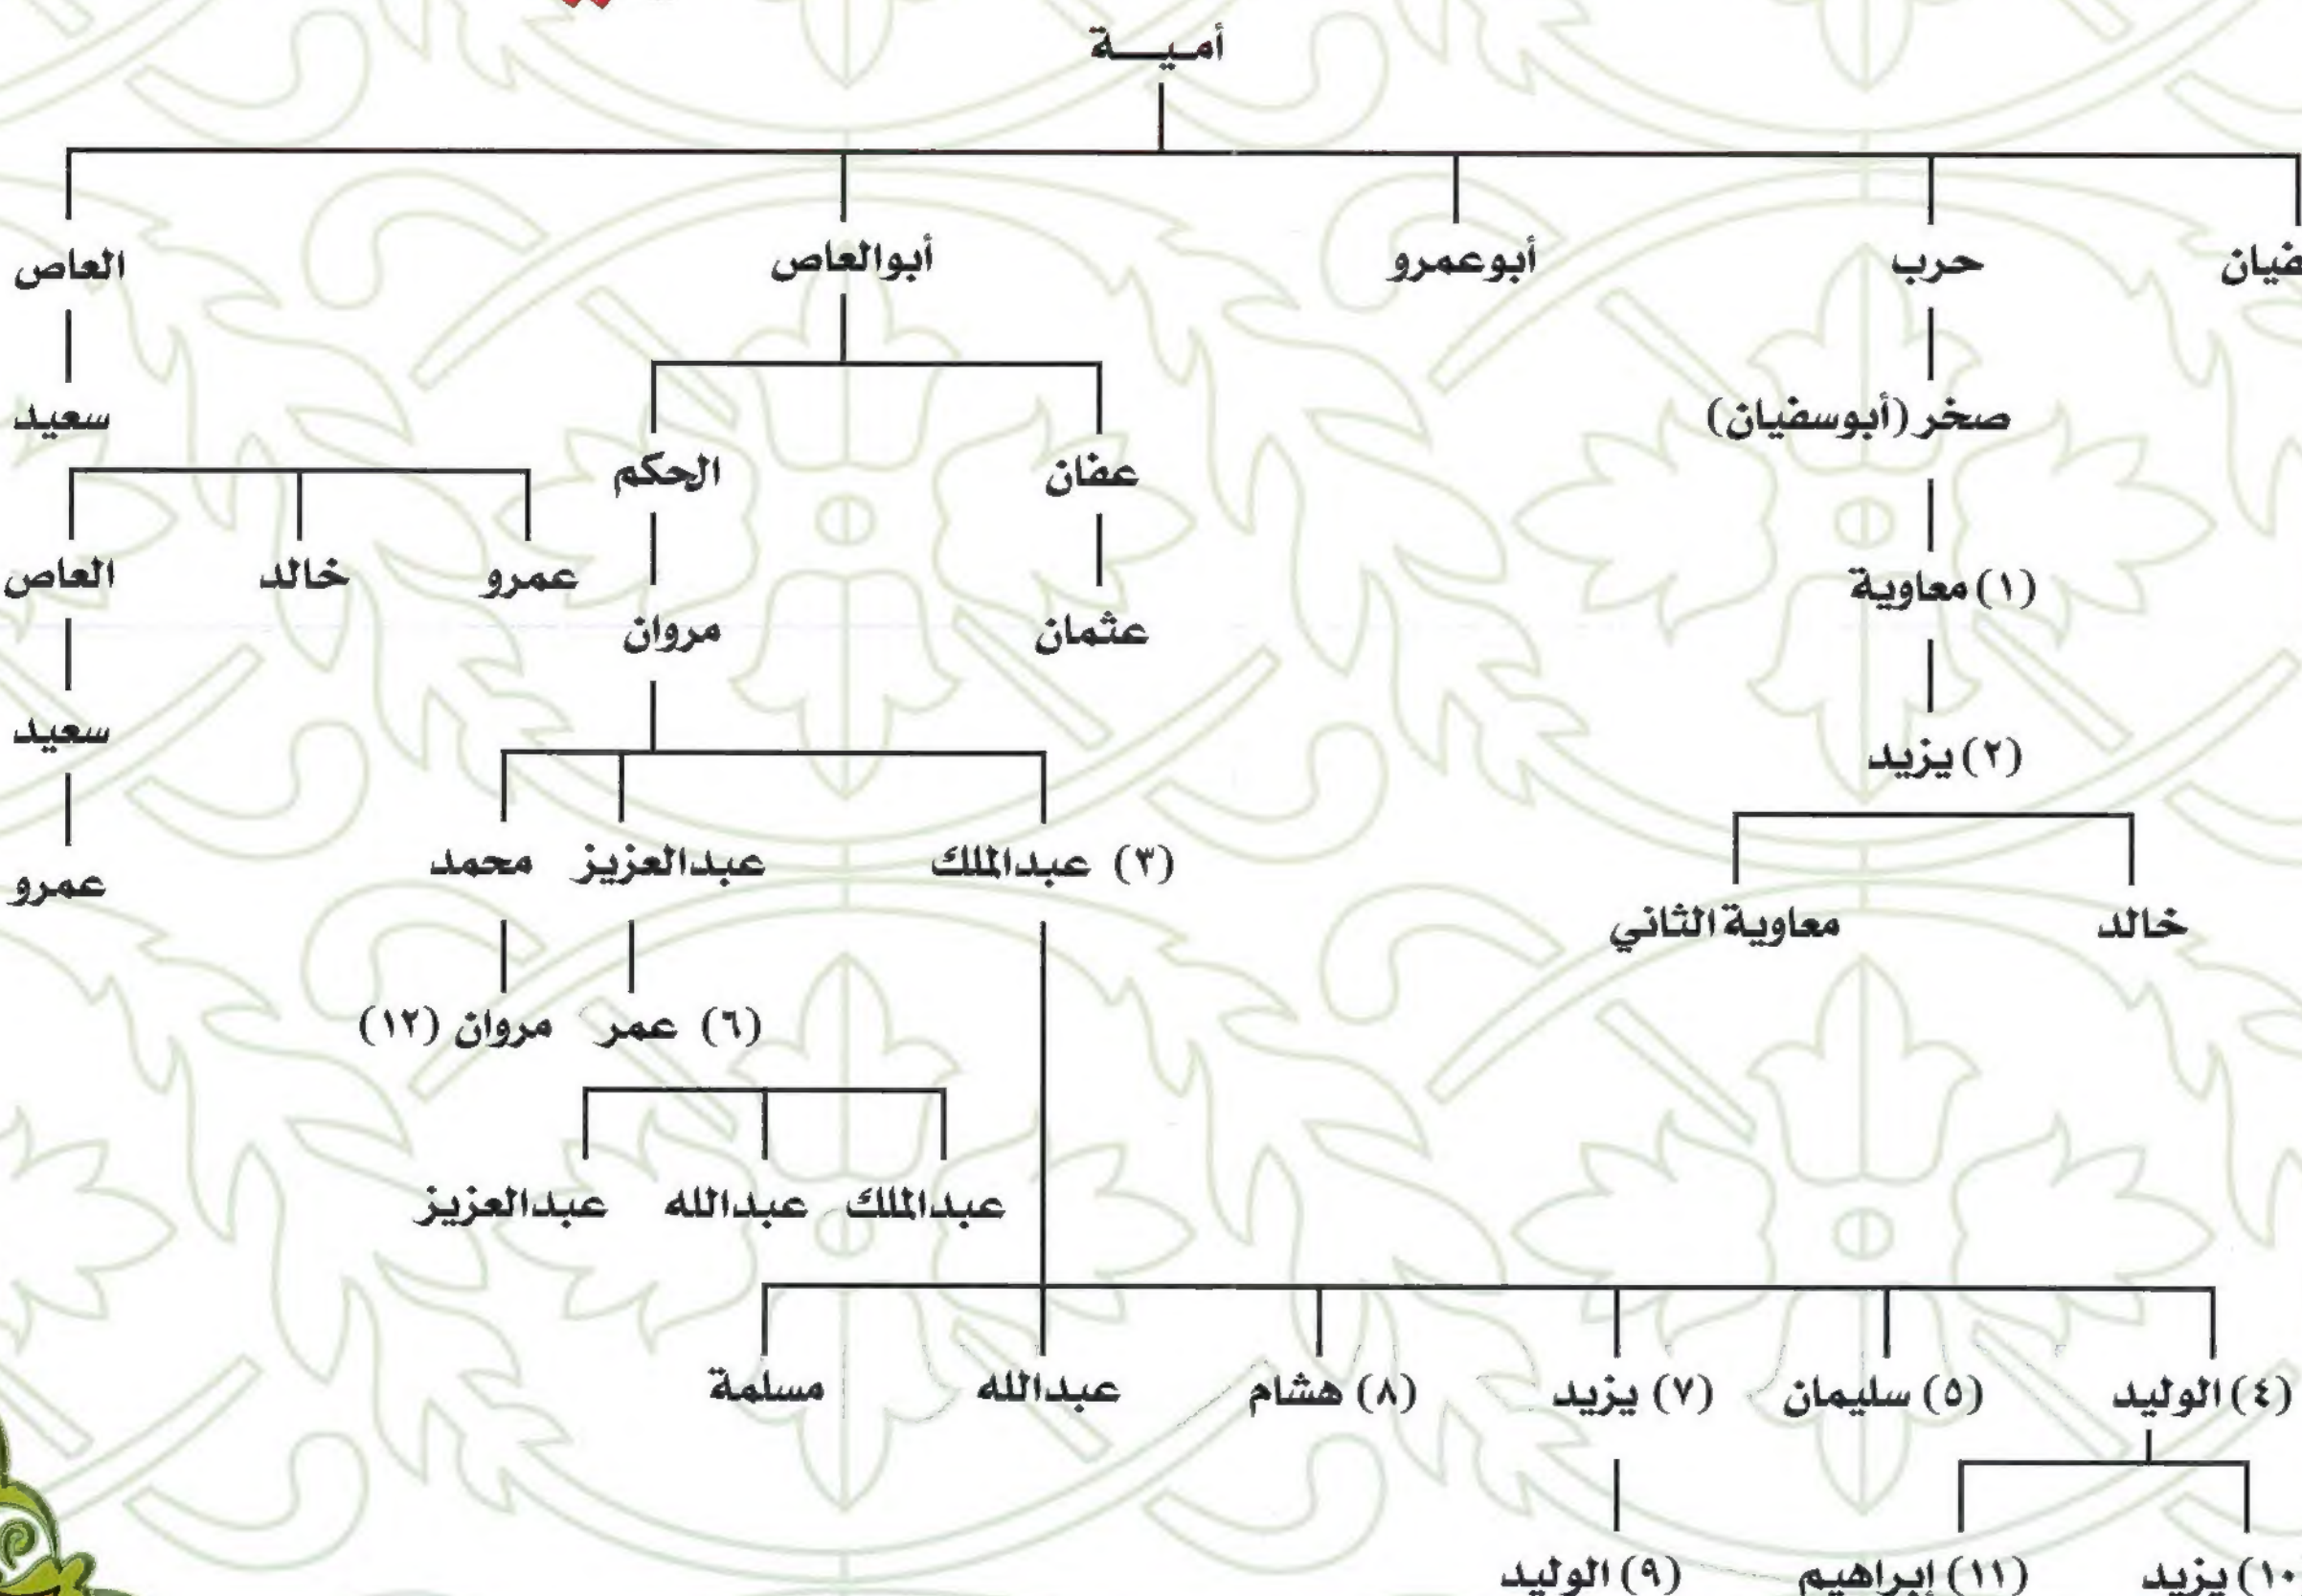 أميـــة
حرب أبوعمرو أبوالعاص العاص
صخر (أبوسفيان) سعيد
عفان الحكم
(١) معاوية عمرو خالد العاص
عثمان مروان
(٢) يزيد سعيد
(٣) عبدالملك عبدالعزيز محمد عمرو
خالد معاوية الثاني
(٦) عمر مروان (١٢)
عبدالملك عبدالله عبدالعزيز
(٤) الوليد (٥) سليمان (٧) يزيد (٨) هشام عبدالله مسلمة
(١٠) يزيد (١١) إبراهيم (٩) الوليد